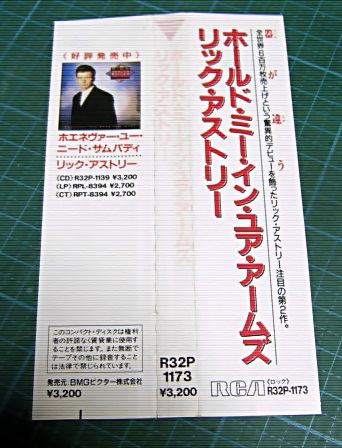 器が違う
全世界6百万枚売上げという驚異的デビューを飾ったリック・アストリー注目の第2作。
ホールド・ミー・イン・ユア・アームズ
リック・アストリー
RCA
《ロック》
R32P-1173
R32P
1173
¥3,200
《好評発売中》
ホエネヴァー・ユー・
ニード・サムバディ
リック・アストリー
(CD) R32P-1139 ¥3,200
(LP) RPL-8394 ¥2,700
(CT) RPT-8394 ¥2,700
このコンパクト・ディスクは権利
者の許諾なく賃貸業に使用
することを禁じます。また無断で
テープその他に録音すること
は法律で禁じられています。
発売元.BMGビクター株式会社
¥3,200